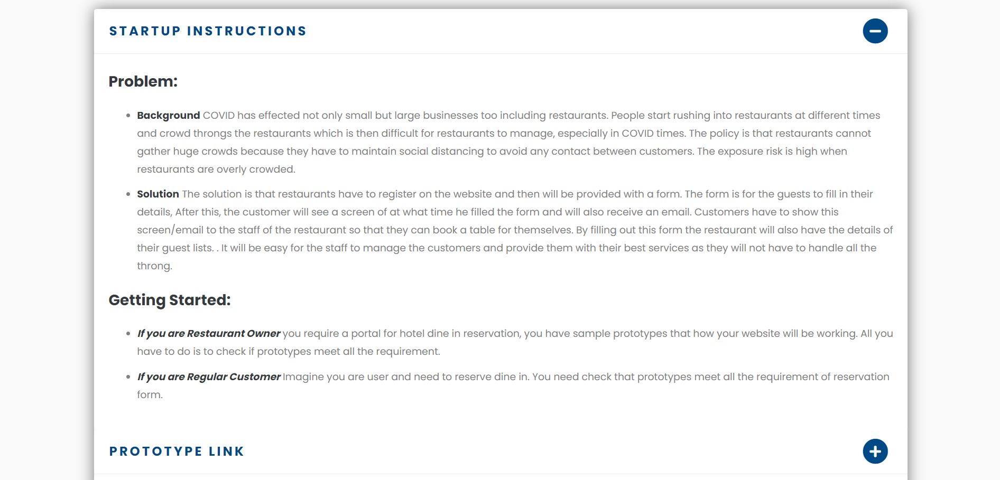 STARTUP INSTRUCTIONS
Problem:
Background COVID has effected not only small but large businesses too including restaurants. People start rushing into restaurants at different times
and crowd throngs the restaurants which is then difficult for restaurants to manage, especially in COVID times. The policy is that restaurants cannot
gather huge crowds because they have to maintain social distancing to avoid any contact between customers. The exposure risk is high when
restaurants are overly crowded.
Solution The solution is that restaurants have to register on the website and then will be provided with a form. The form is for the guests to fill in their
details, After this, the customer will see a screen of at what time he filled the form and will also receive an email. Customers have to show this
screen/email to the staff of the restaurant so that they can book a table for themselves. By filling out this form the restaurant will also have the details of
their guest lists. . It will be easy for the staff to manage the customers and provide them with their best services as they will not have to handle all the
throng.
Getting Started:
If you are Restaurant Owner you require a portal for hotel dine in reservation, you have sample prototypes that how your website will be working. All you
have to do is to check if prototypes meet all the requirement.
If you are Regular Customer Imagine you are user and need to reserve dine in. You need check that prototypes meet all the requirement of reservation
form.
PROTOTYPE LINK